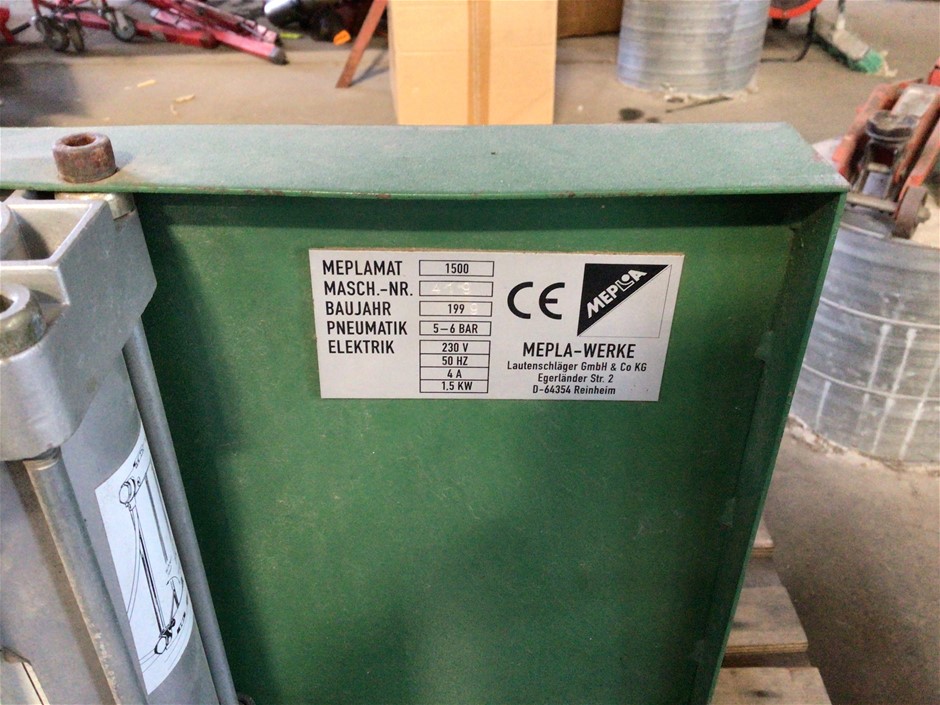 MEPLAMAT 1500
MASCH.-NR.
BAUJAHR 199
PNEUMATIK 5-6 BAR
ELEKTRIK 230 V
50 HZ
4 A
1,5 KW
CE
MEPLA
MEPLA-WERKE
Lautenschläger GmbH & Co KG
Egerländer Str. 2
D-64354 Reinheim